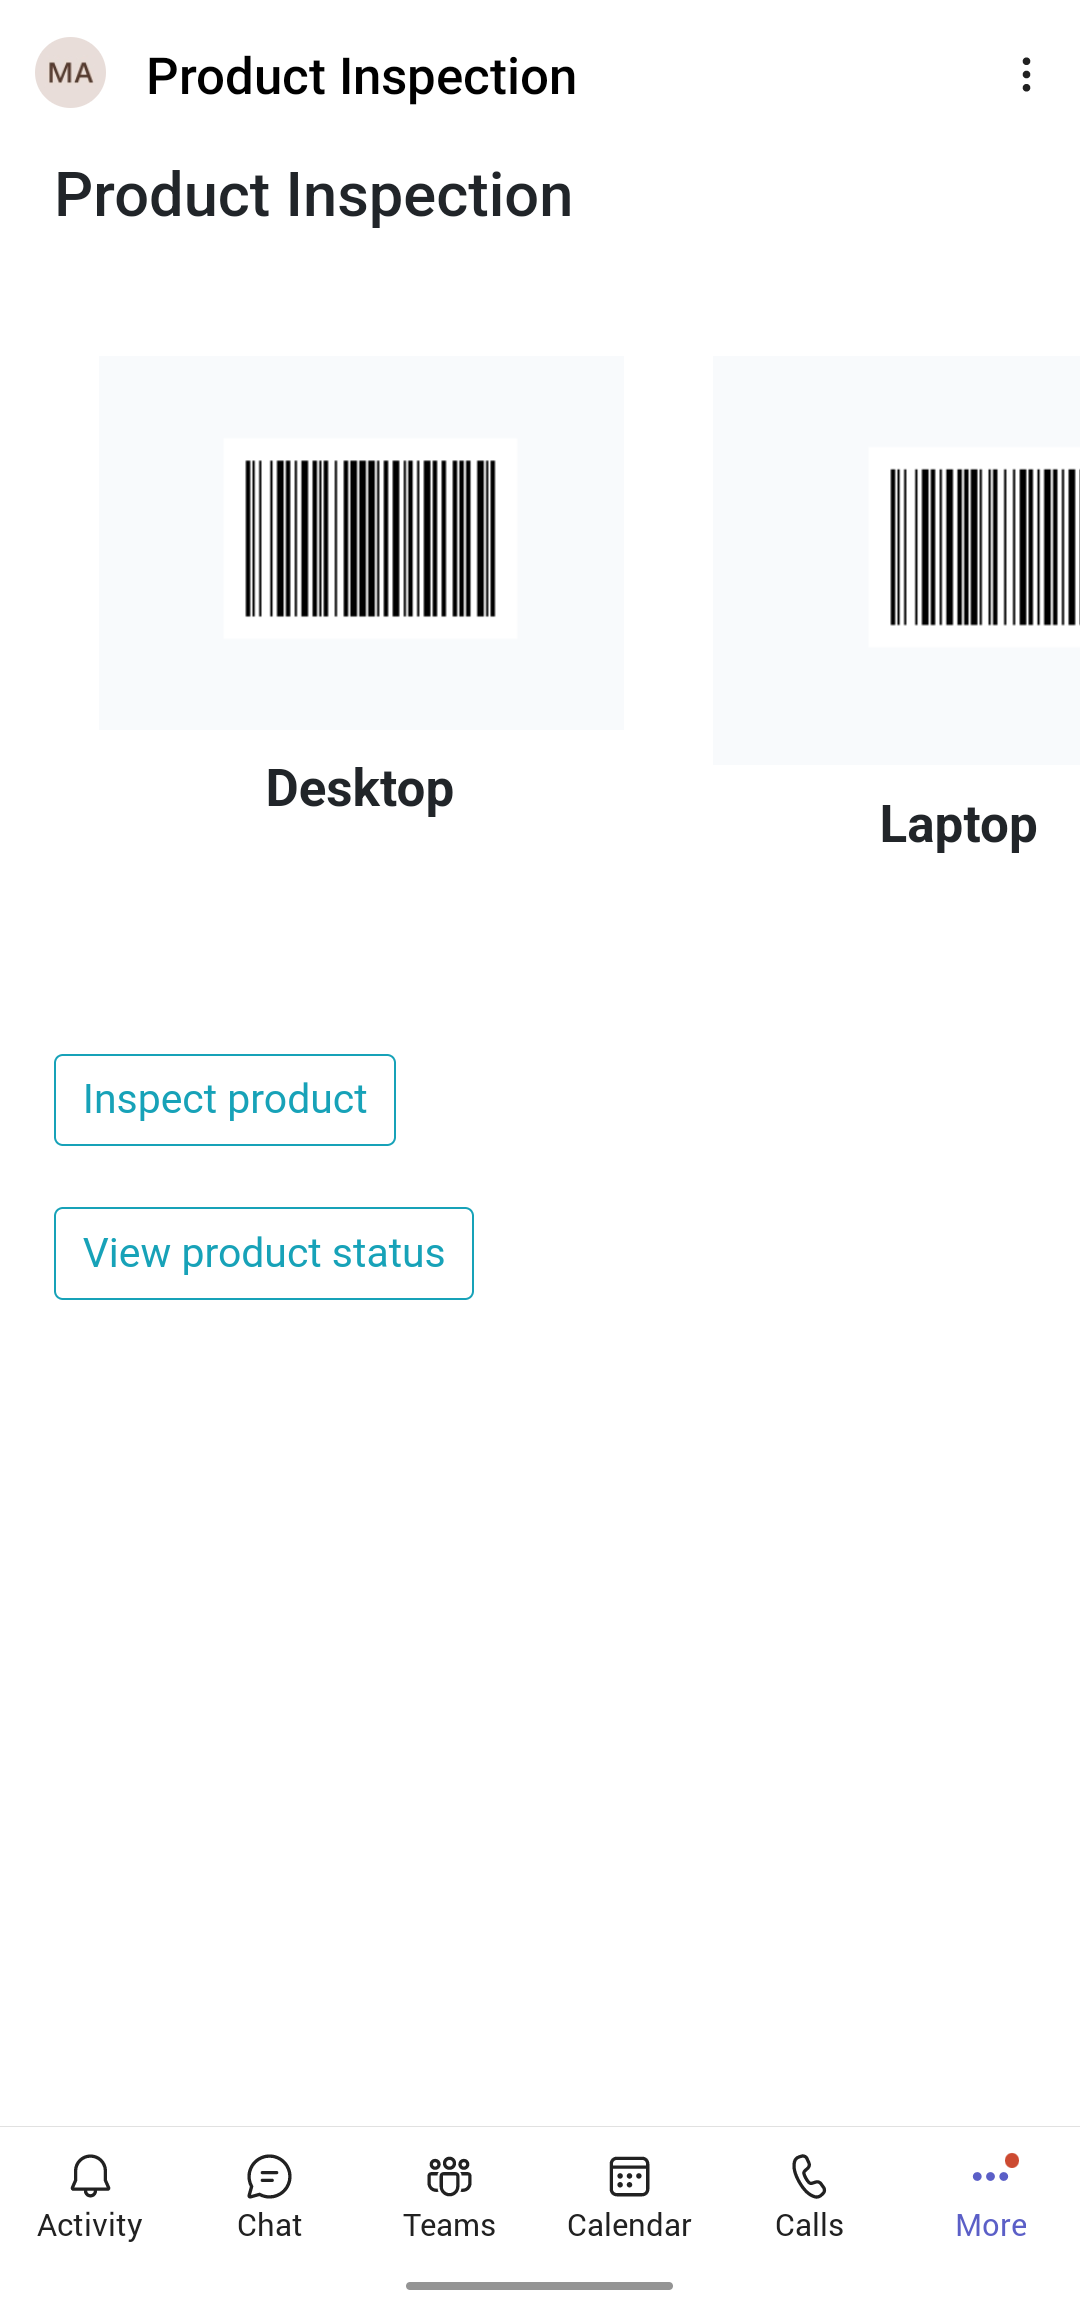 MA
Product Inspection
Product Inspection
Desktop
Laptop
Inspect product
View product status
Activity
Chat
Teams
Calendar
Calls
More